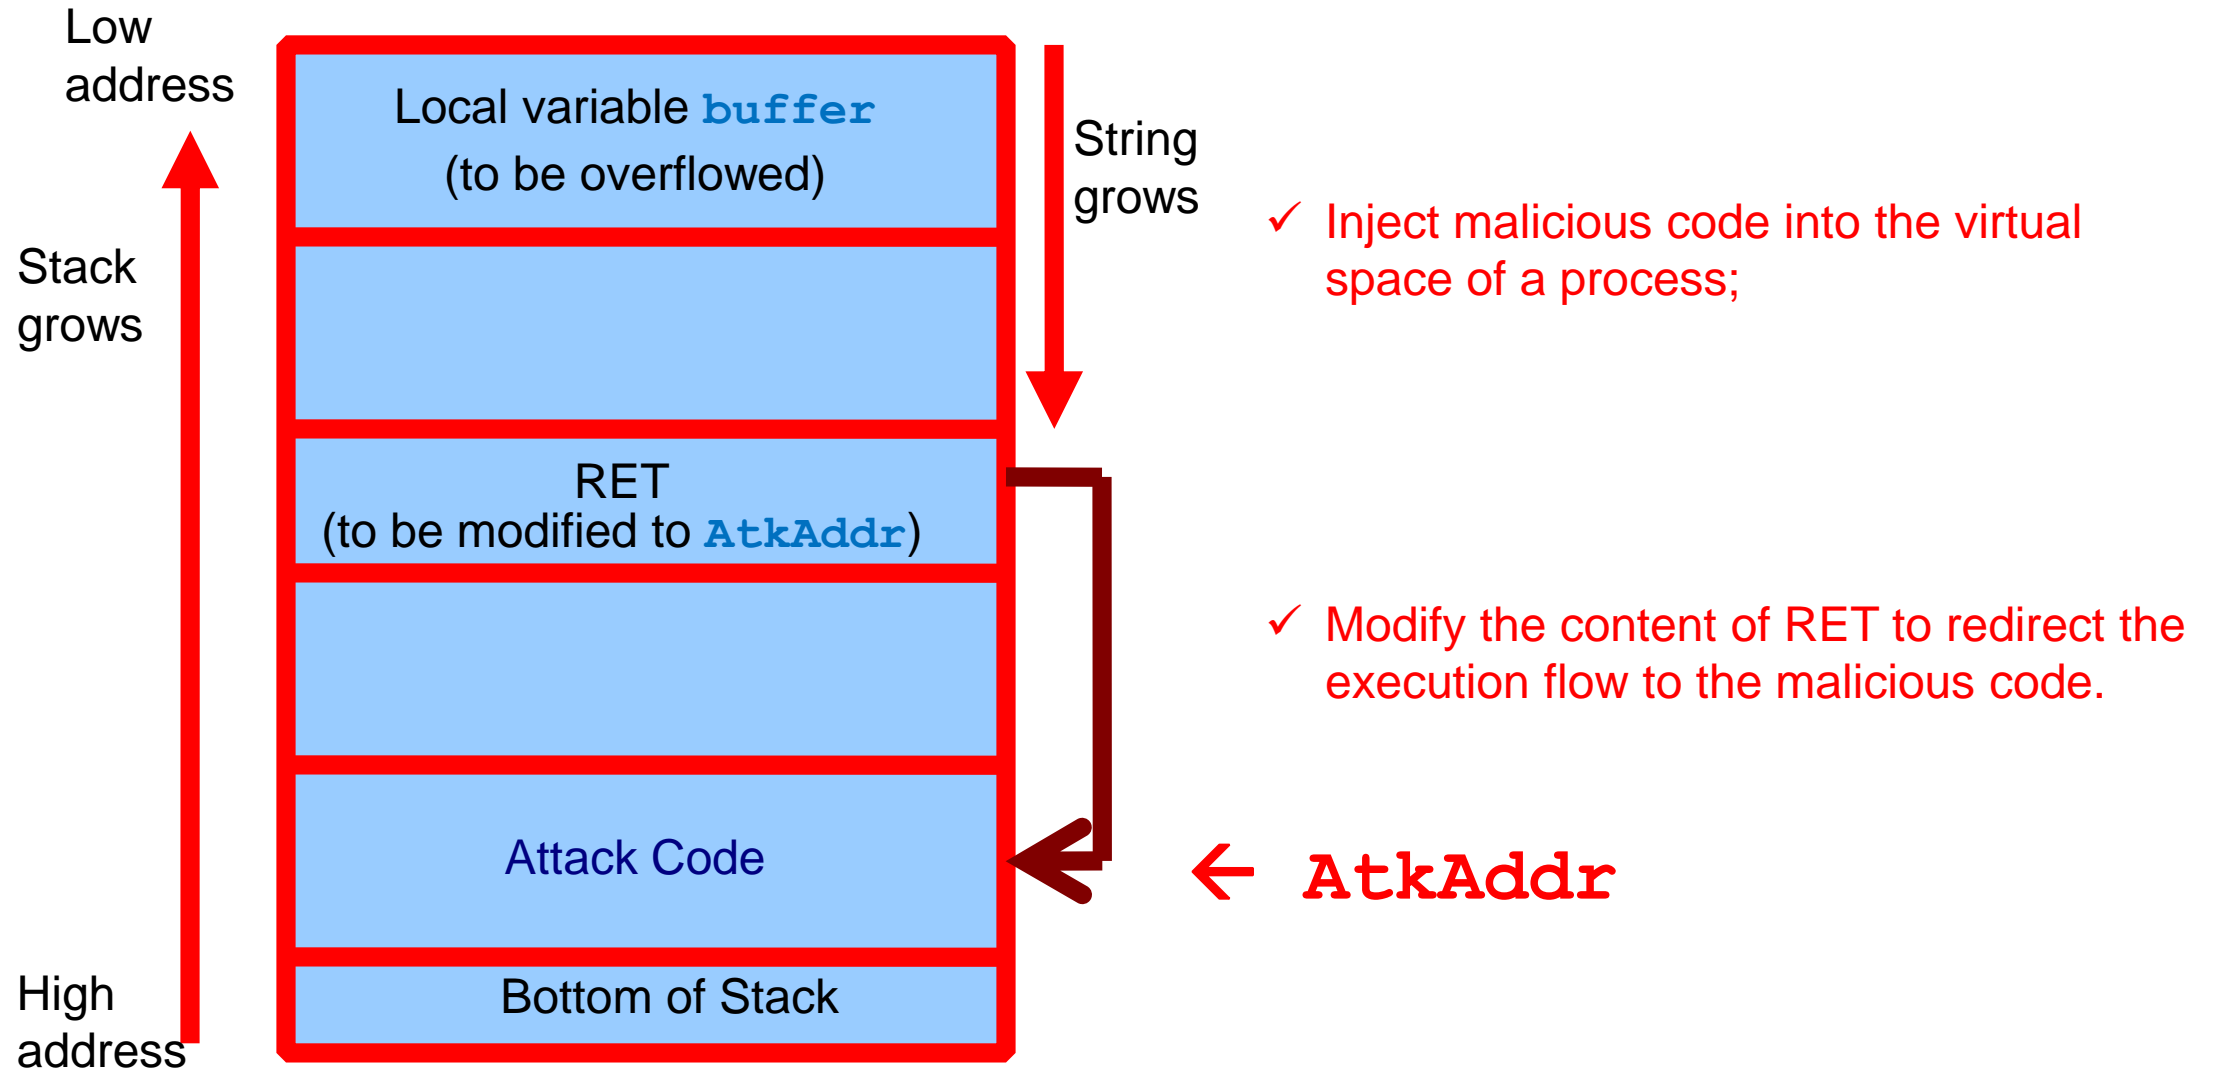 Low
address
Stack
grows
High
address
Local variable buffer
(to be overflowed)
RET
(to be modified to AtkAddr)
Attack Code
Bottom of Stack
String
grows
✓ Inject malicious code into the virtual
space of a process;
✓ Modify the content of RET to redirect the
execution flow to the malicious code.
← AtkAddr